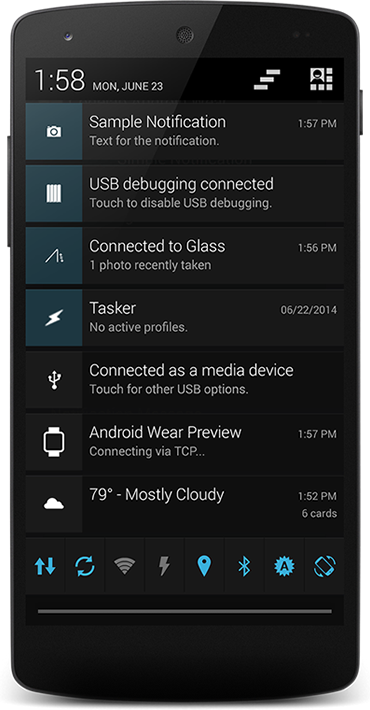 1:58 MON, JUNE 23
Sample Notification 1:57 PM
Text for the notification.
USB debugging connected
Touch to disable USB debugging.
Connected to Glass 1:56 PM
1 photo recently taken
Tasker 06/22/2014
No active profiles.
Connected as a media device
Touch for other USB options.
Android Wear Preview 1:57 PM
Connecting via TCP...
79° - Mostly Cloudy 1:52 PM
6 cards
A